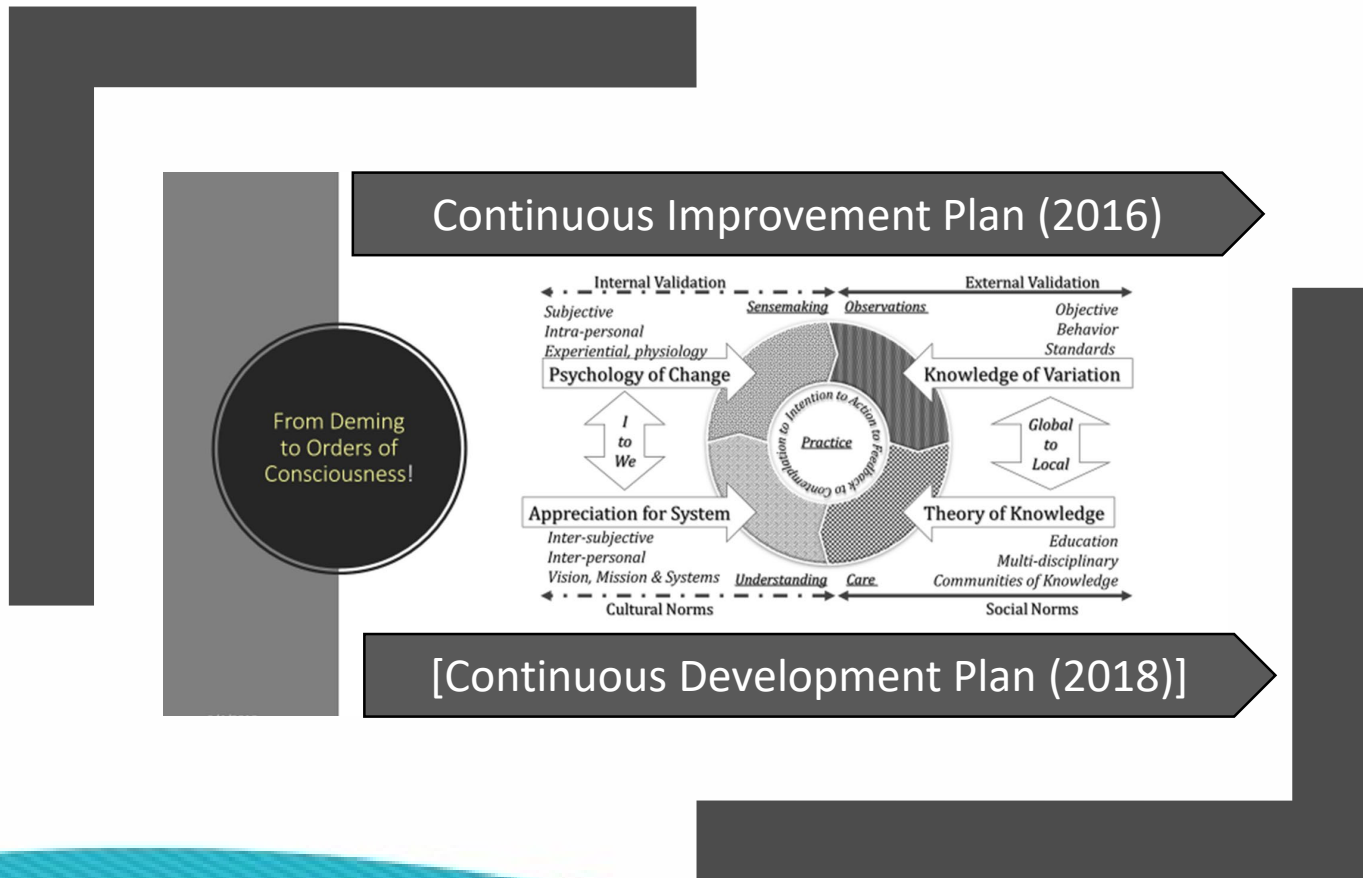 Continuous Improvement Plan (2016)
From Deming
to Orders of
Consciousness!
Internal Validation
External Validation
Subjective
Intra-personal
Experiential, physiology
Sensemaking
Observations
Objective
Behavior
Standards
Psychology of Change
Knowledge of Variation
I
to
We
Practice
Contemplation to Intention to Action to Feedback to
Global
to
Local
Appreciation for System
Theory of Knowledge
Inter-subjective
Inter-personal
Vision, Mission & Systems
Understanding
Care
Education
Multi-disciplinary
Communities of Knowledge
Cultural Norms
Social Norms
[Continuous Development Plan (2018)]